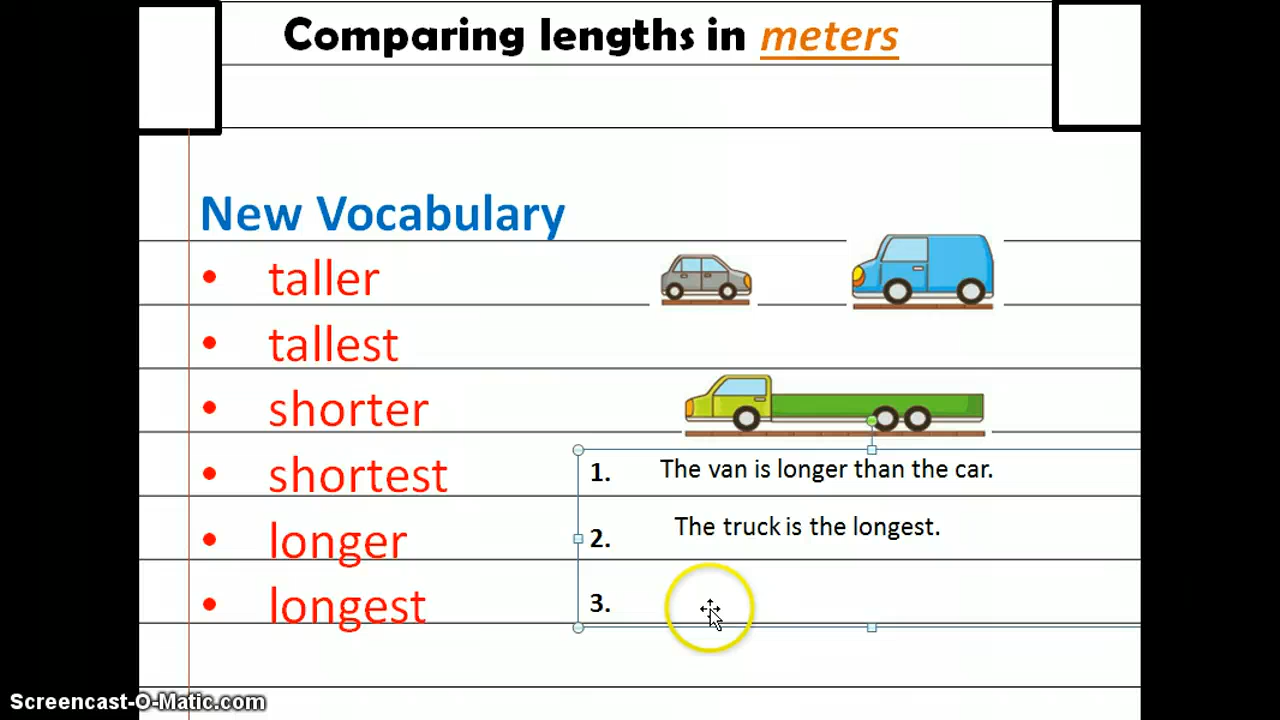 Comparing lengths in meters
New Vocabulary
• taller
• tallest
• shorter
• shortest
• longer
• longest
1. The van is longer than the car.
2. The truck is the longest.
3.
Screencast-O-Matic.com